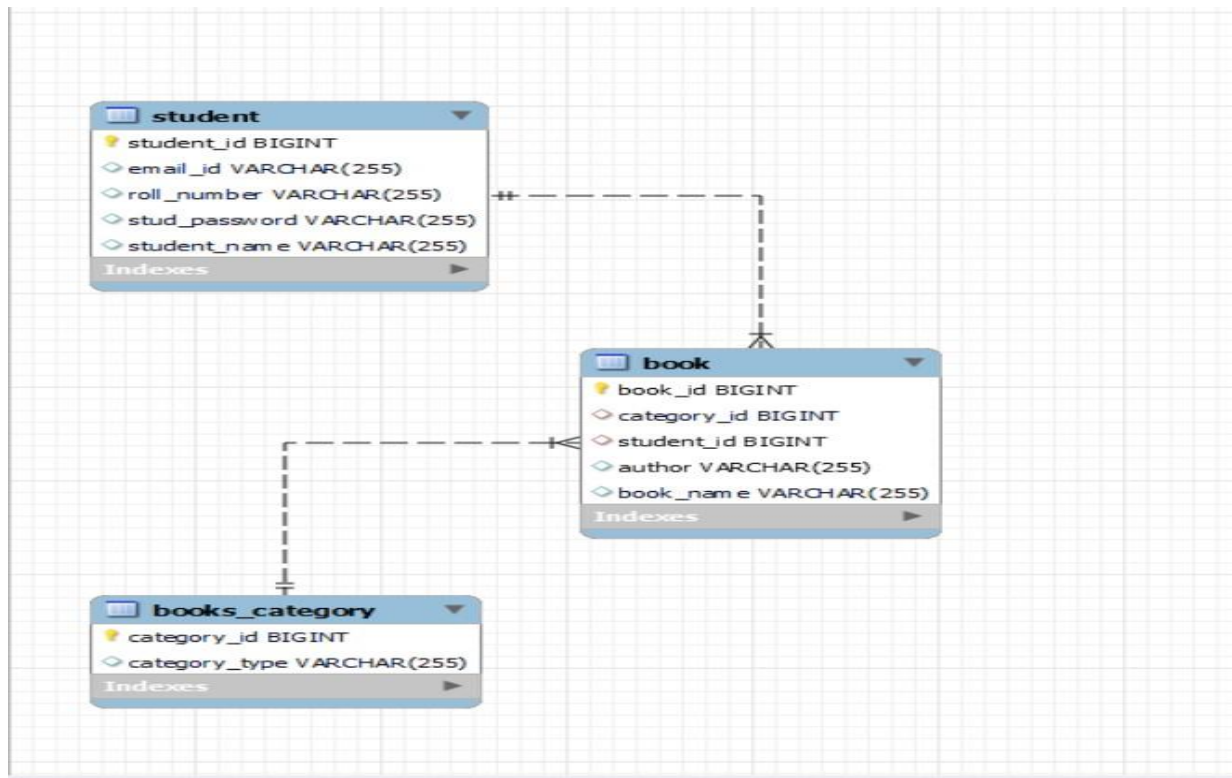 student
student_id BIGINT
email_id VARCHAR(255)
roll_number VARCHAR(255)
stud_password VARCHAR(255)
student_name VARCHAR(255)
Indexes
book
book_id BIGINT
category_id BIGINT
student_id BIGINT
author VARCHAR(255)
book_name VARCHAR(255)
Indexes
books_category
category_id BIGINT
category_type VARCHAR(255)
Indexes